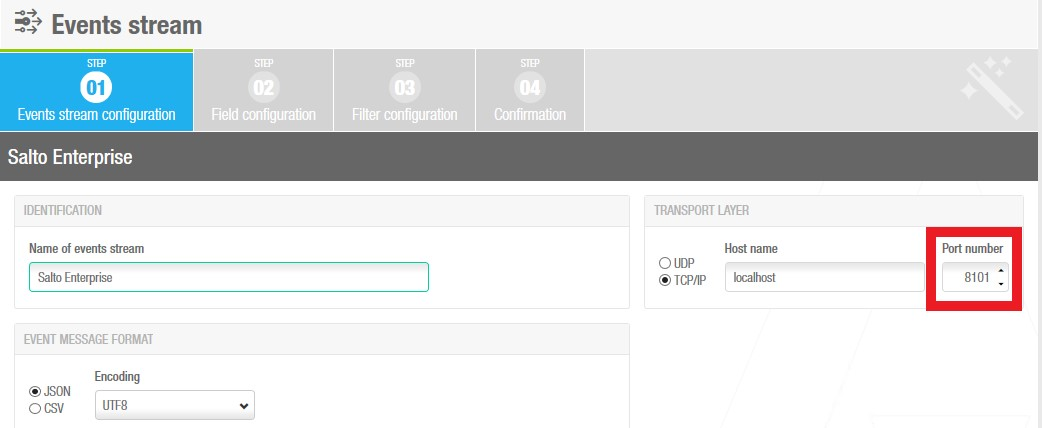 Events stream
STEP
01
Events stream configuration
STEP
02
Field configuration
STEP
03
Filter configuration
STEP
04
Confirmation
Salto Enterprise
IDENTIFICATION
Name of events stream
Salto Enterprise
TRANSPORT LAYER
UDP
TCP/IP
Host name
localhost
Port number
8101
EVENT MESSAGE FORMAT
JSON
CSV
Encoding
UTF8